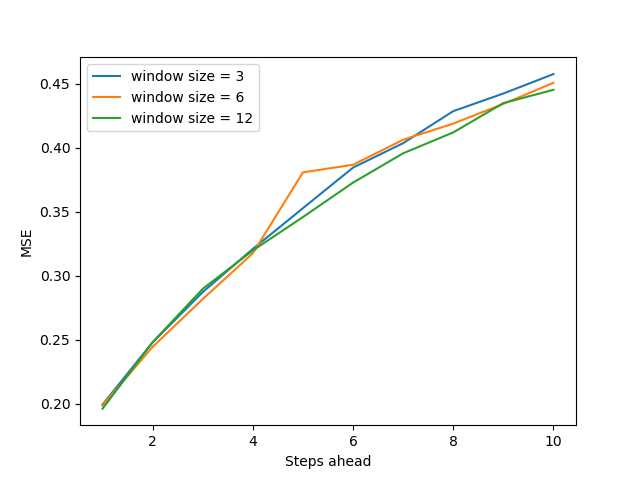 window size = 3
window size = 6
window size = 12
0.45
0.40
0.35
0.30
0.25
0.20
MSE
2 4 6 8 10
Steps ahead